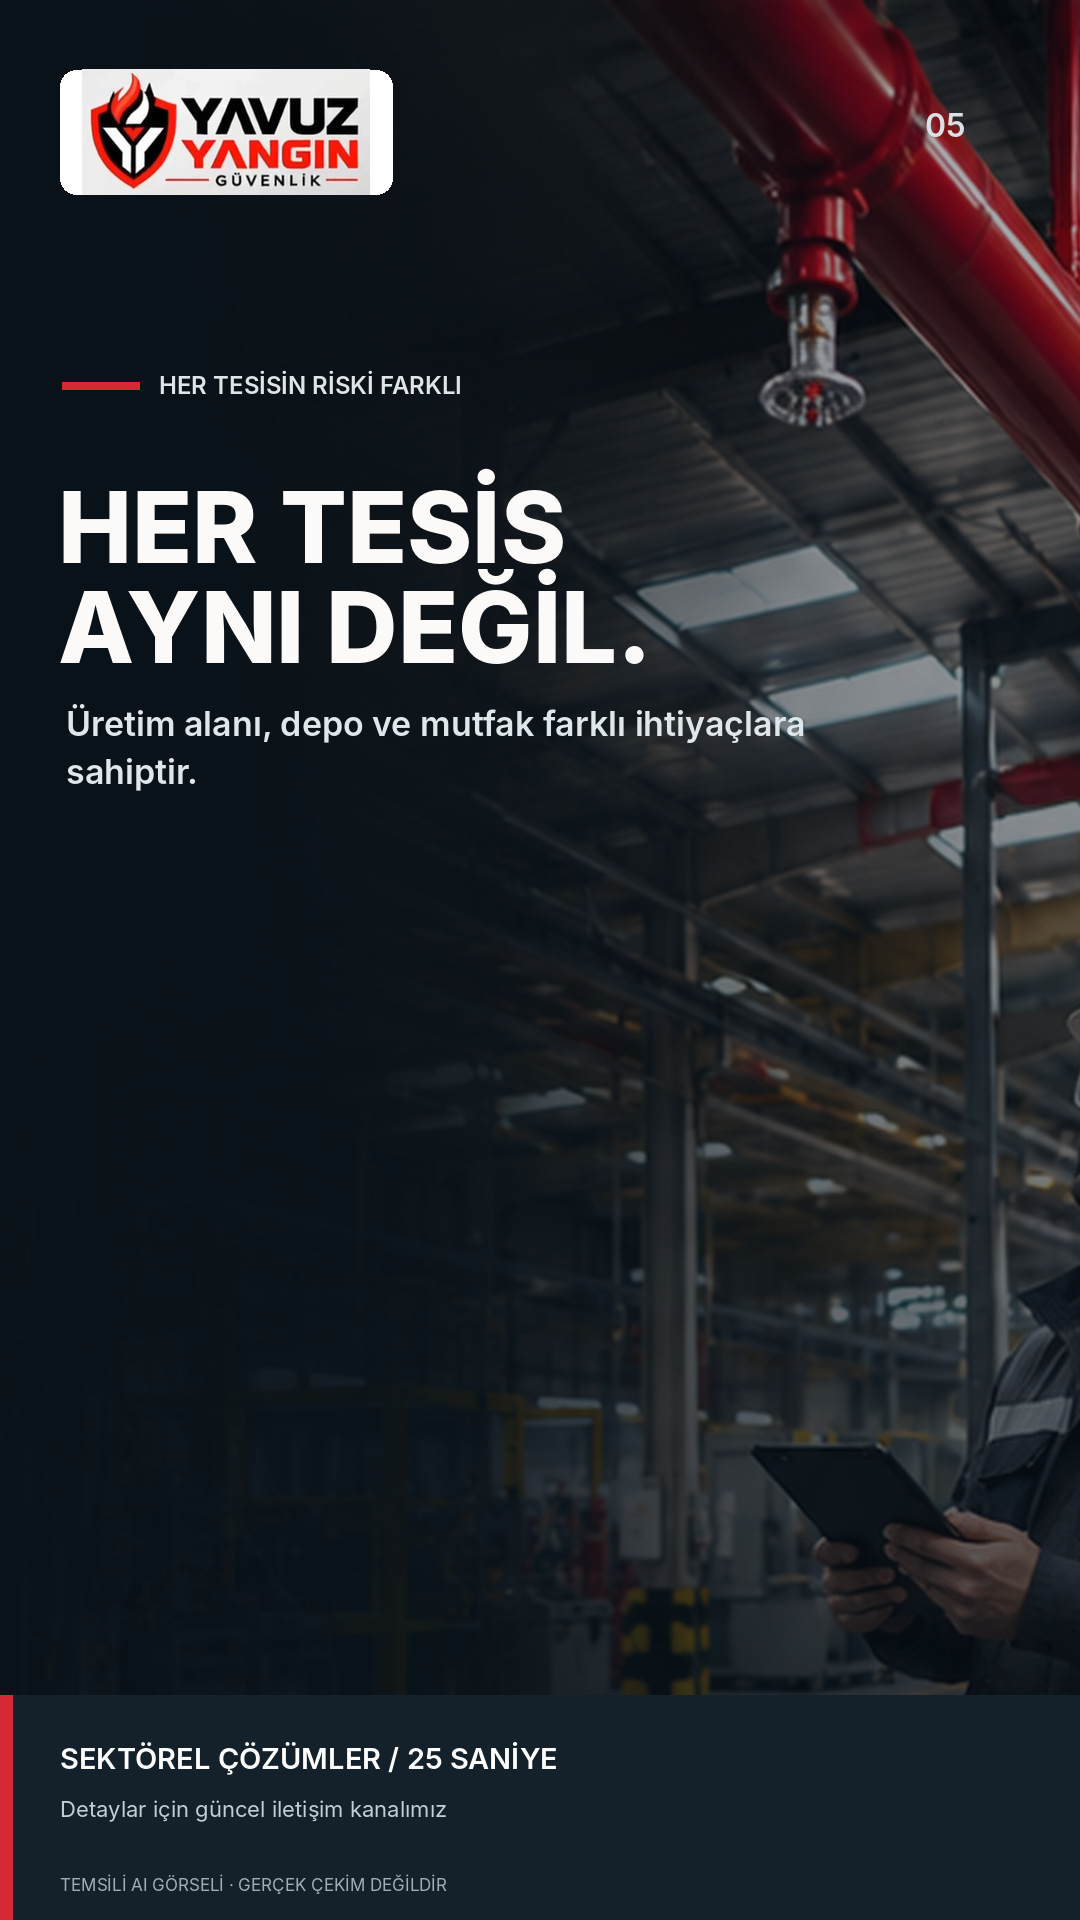 YAVUZ
YANGIN
GÜVENLİK
05
HER TESİSİN RİSKİ FARKLI
HER TESİS
AYNI DEĞİL.
Üretim alanı, depo ve mutfak farklı ihtiyaçlara
sahiptir.
SEKTÖREL ÇÖZÜMLER / 25 SANİYE
Detaylar için güncel iletişim kanalımız
TEMSİLİ AI GÖRSELİ · GERÇEK ÇEKİM DEĞİLDİR